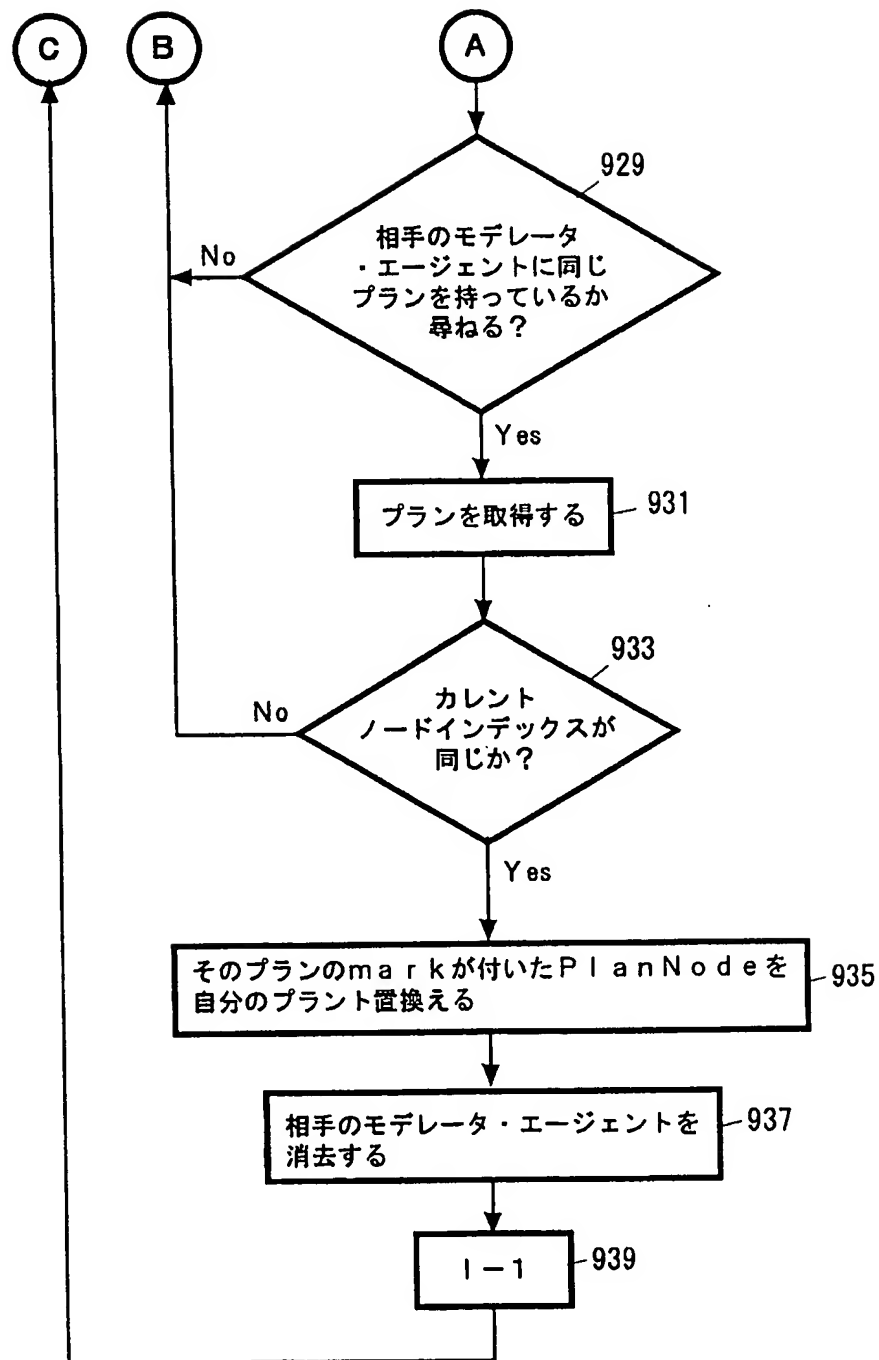 C
B
A
929
相手のモデレータ
・エージェントに同じ
プランを持っているか
尋ねる?
No
Yes
プランを取得する
931
933
カレント
ノードインデックスが
同じか?
No
Yes
そのプランのmarkが付いたPlanNodeを
自分のプラント置換える
935
相手のモデレータ・エージェントを
消去する
937
I-1
939